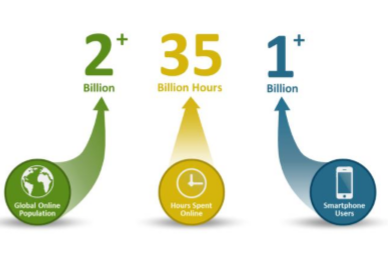 2+
Billion
35
Billion Hours
1+
Billion
Global Online
Population
Hours Spent
Online
Smartphone
Users